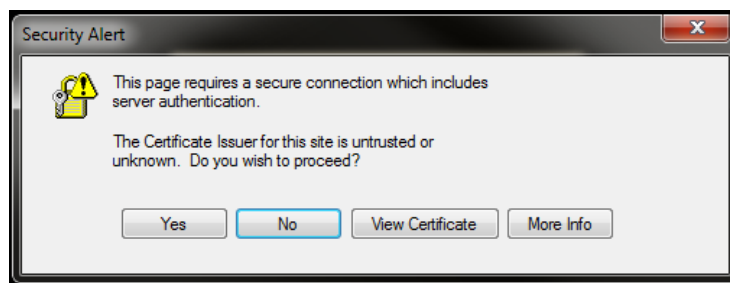 Security Alert
This page requires a secure connection which includes
server authentication.
The Certificate Issuer for this site is untrusted or
unknown.  Do you wish to proceed?
Yes
No
View Certificate
More Info